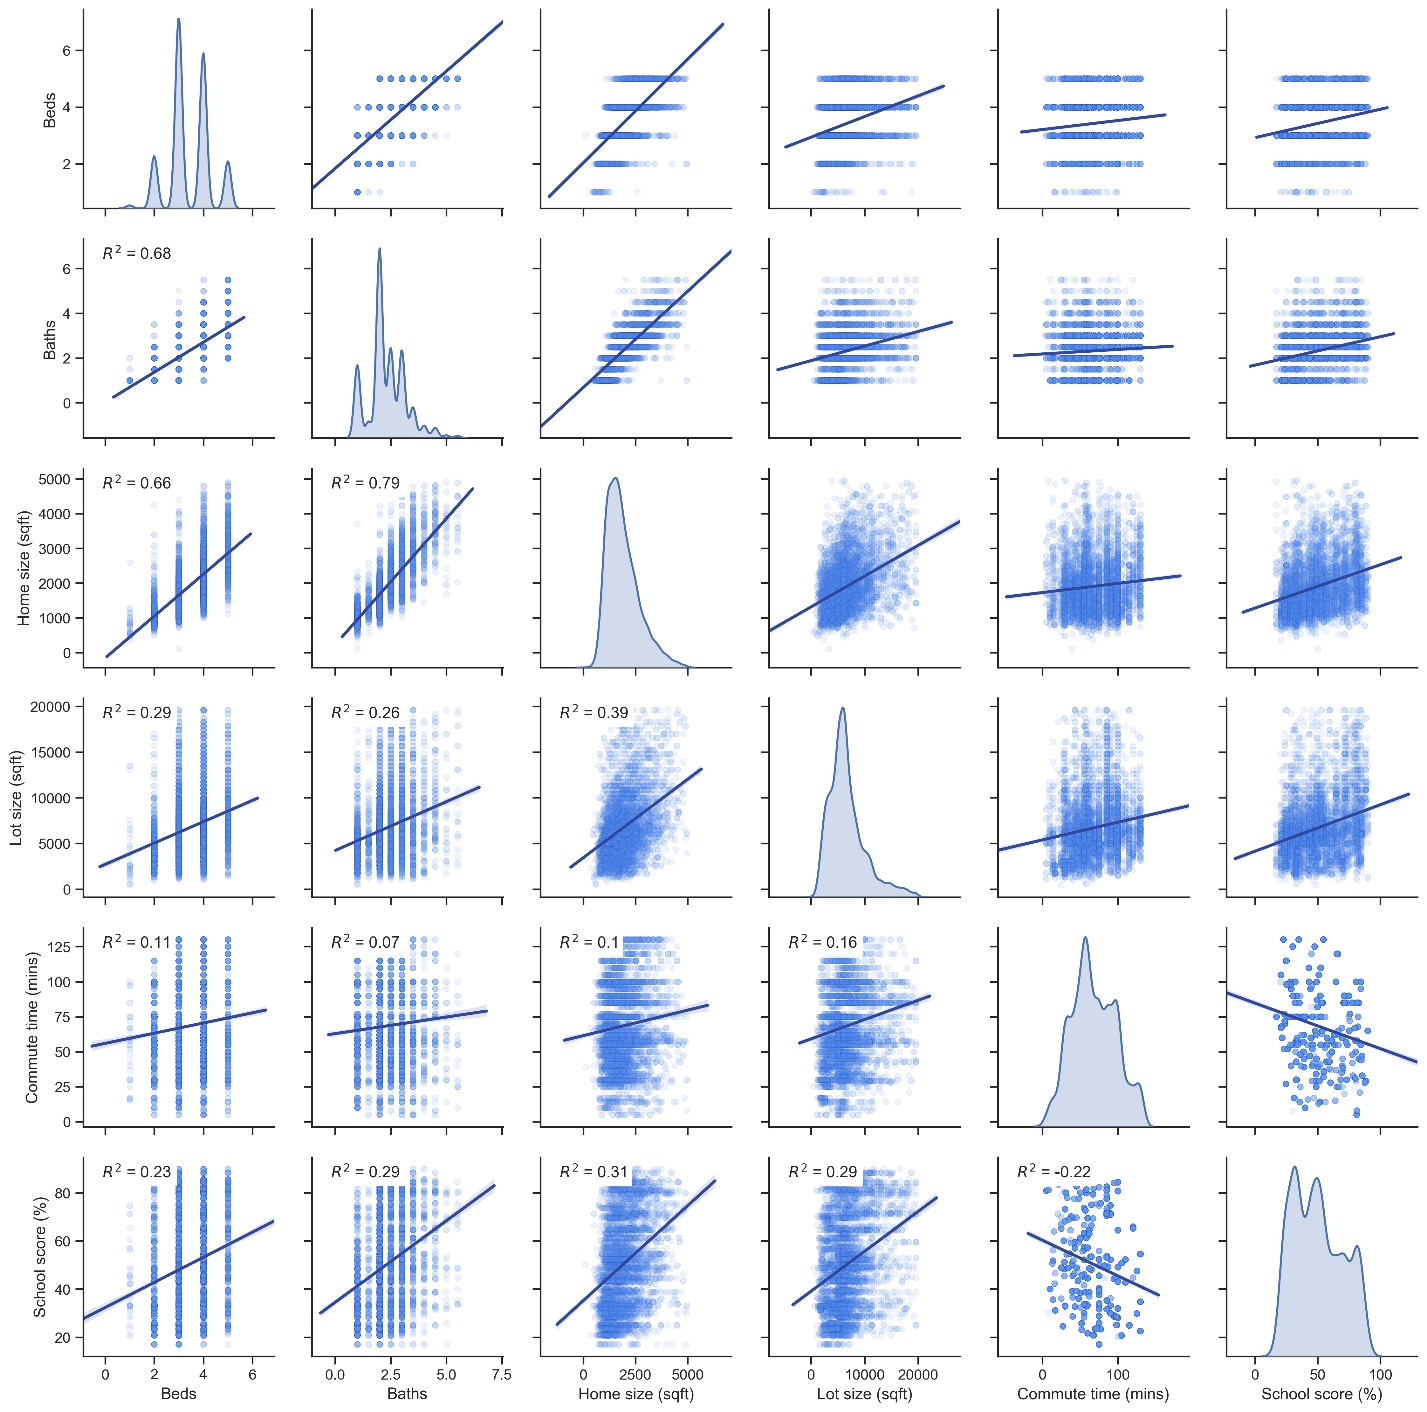 6
4
2
Beds
R² = 0.68
6
4
2
0
Baths
R² = 0.66
R² = 0.79
5000
4000
3000
2000
1000
0
Home size (sqft)
R² = 0.29
R² = 0.26
R² = 0.39
20000
15000
10000
5000
0
Lot size (sqft)
R² = 0.11
R² = 0.07
R² = 0.1
R² = 0.16
125
100
75
50
25
0
Commute time (mins)
R² = 0.23
R² = 0.29
R² = 0.31
R² = 0.29
R² = -0.22
80
60
40
20
School score (%)
0 2 4 6 0.0 2.5 5.0 7.5 0 2500 5000 0 10000 20000 0 100 0 50 100
Beds Baths Home size (sqft) Lot size (sqft) Commute time (mins) School score (%)